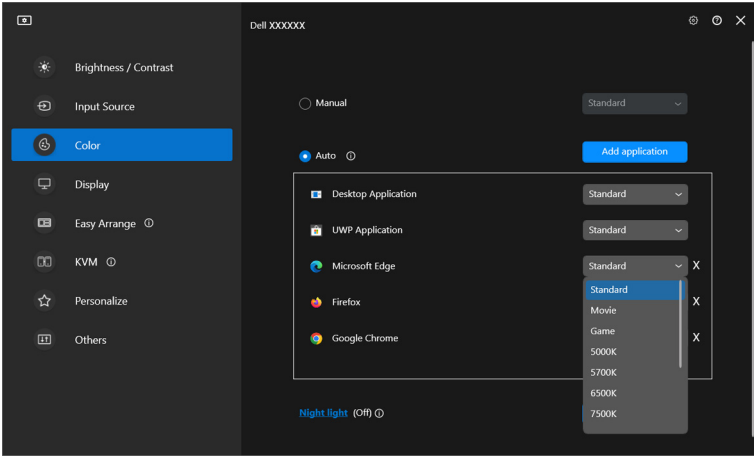 Dell XXXXXX
Brightness / Contrast
Input Source
Color
Display
Easy Arrange
KVM
Personalize
Others
Manual
Standard
Auto
Add application
Desktop Application
Standard
UWP Application
Standard
Microsoft Edge
Standard
X
Firefox
X
Google Chrome
X
Standard
Movie
Game
5000K
5700K
6500K
7500K
Night light (Off)